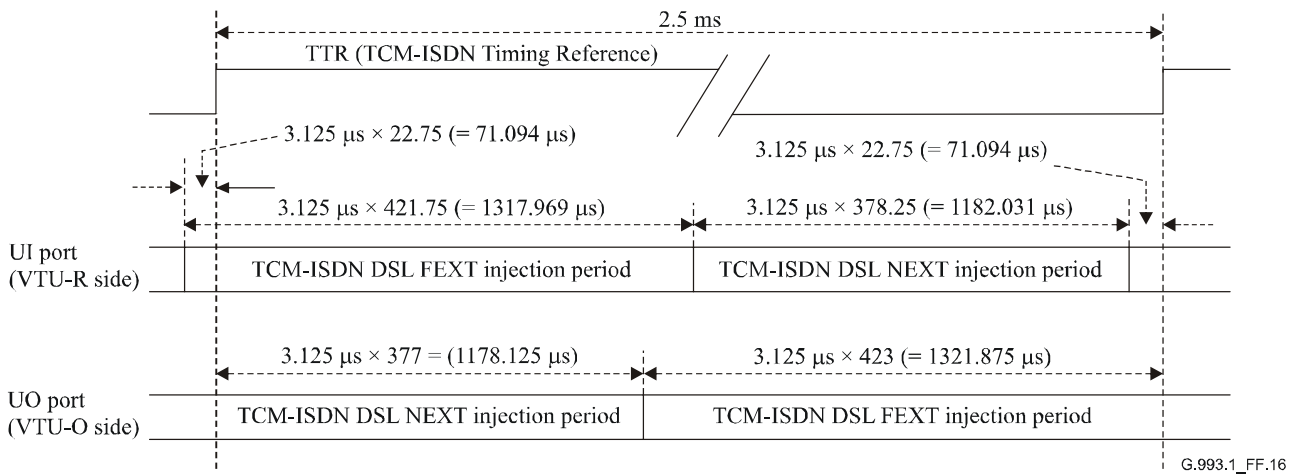 2.5 ms
TTR (TCM-ISDN Timing Reference)
3.125 µs × 22.75 (= 71.094 µs)
3.125 µs × 22.75 (= 71.094 µs)
3.125 µs × 421.75 (= 1317.969 µs)
3.125 µs × 378.25 (= 1182.031 µs)
UI port
(VTU-R side)
TCM-ISDN DSL FEXT injection period
TCM-ISDN DSL NEXT injection period
3.125 µs × 377 = (1178.125 µs)
3.125 µs × 423 (= 1321.875 µs)
UO port
(VTU-O side)
TCM-ISDN DSL NEXT injection period
TCM-ISDN DSL FEXT injection period
G.993.1_FF.16